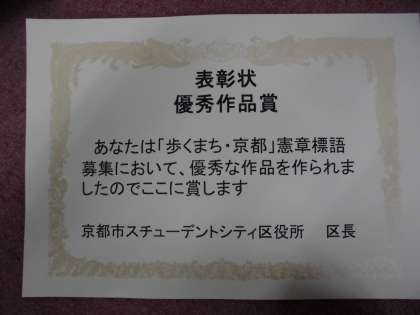 表彰状
優秀作品賞
あなたは「歩くまち・京都」憲章標語
募集において、優秀な作品を作られま
したのでここに賞します
京都市スチューデントシティ区役所　区長